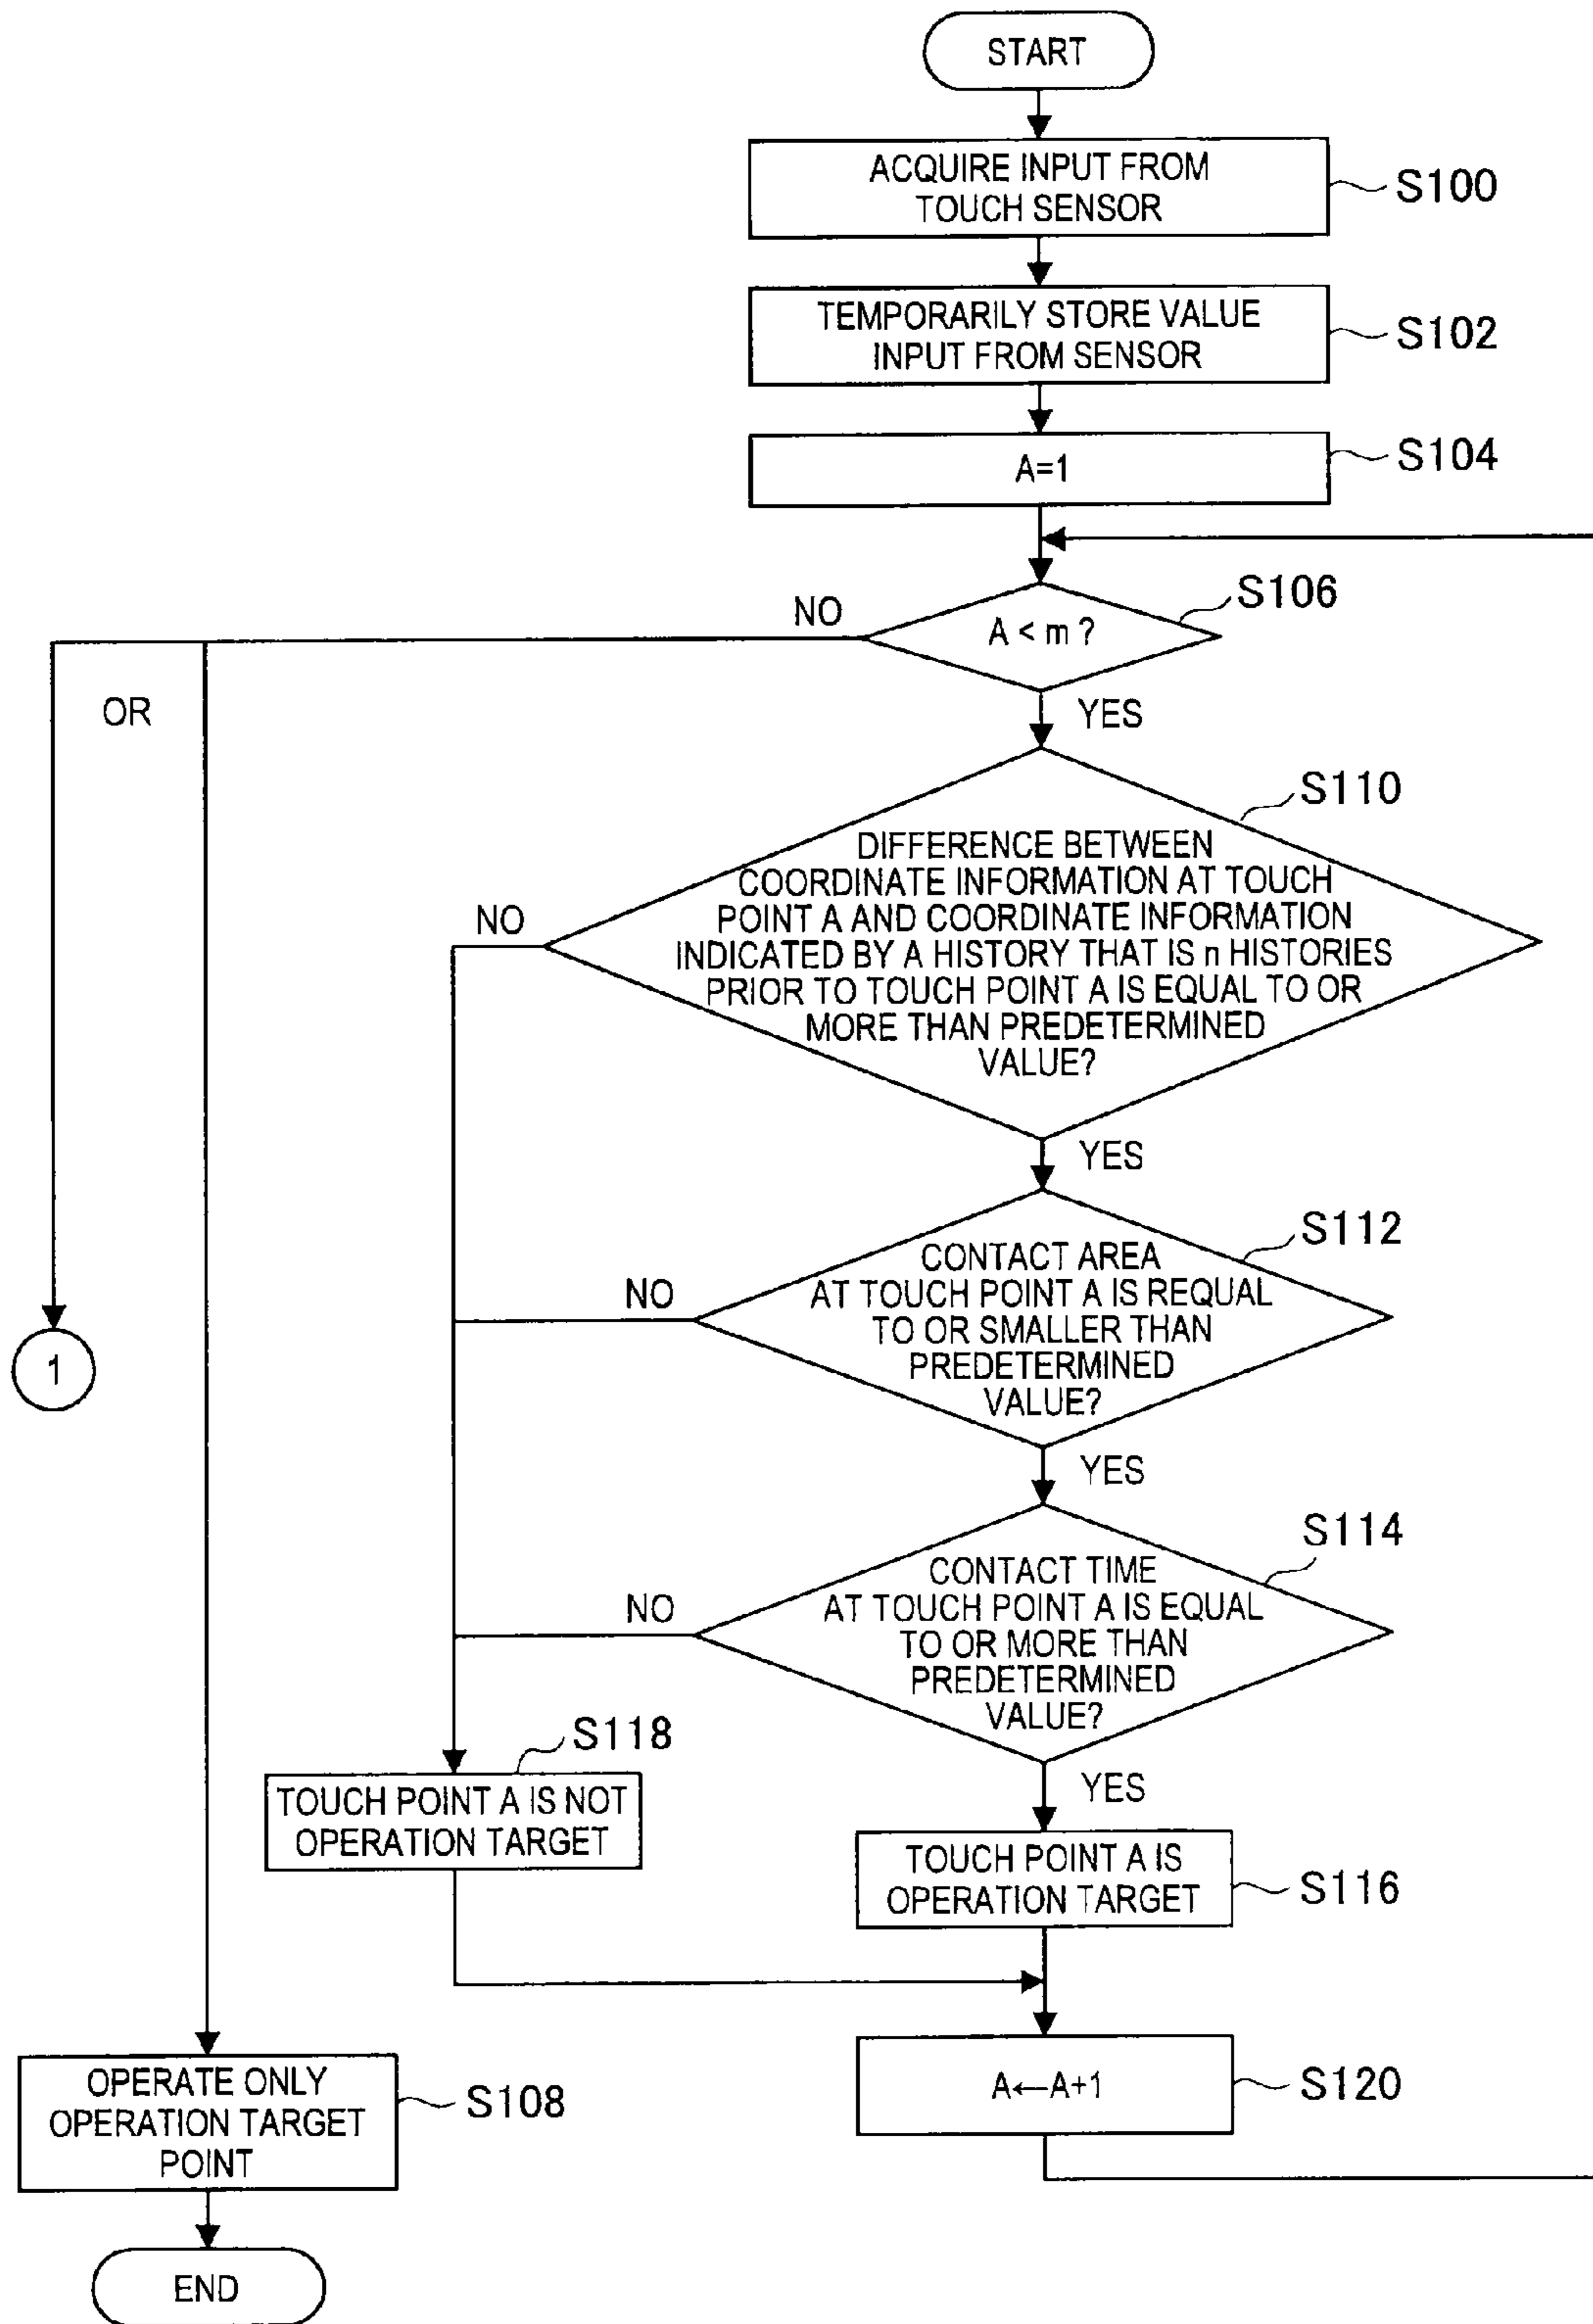 START
ACQUIRE INPUT FROM
TOUCH SENSOR
S100
TEMPORARILY STORE VALUE
INPUT FROM SENSOR
S102
A=1
S104
A < m ?
S106
NO
OR
YES
DIFFERENCE BETWEEN
COORDINATE INFORMATION AT TOUCH
POINT A AND COORDINATE INFORMATION
INDICATED BY A HISTORY THAT IS n HISTORIES
PRIOR TO TOUCH POINT A IS EQUAL TO OR
MORE THAN PREDETERMINED
VALUE?
S110
NO
YES
CONTACT AREA
AT TOUCH POINT A IS REQUAL
TO OR SMALLER THAN
PREDETERMINED
VALUE?
S112
NO
1
YES
CONTACT TIME
AT TOUCH POINT A IS EQUAL
TO OR MORE THAN
PREDETERMINED
VALUE?
S114
NO
YES
S118
TOUCH POINT A IS NOT
OPERATION TARGET
TOUCH POINT A IS
OPERATION TARGET
S116
A←A+1
S120
OPERATE ONLY
OPERATION TARGET
POINT
S108
END